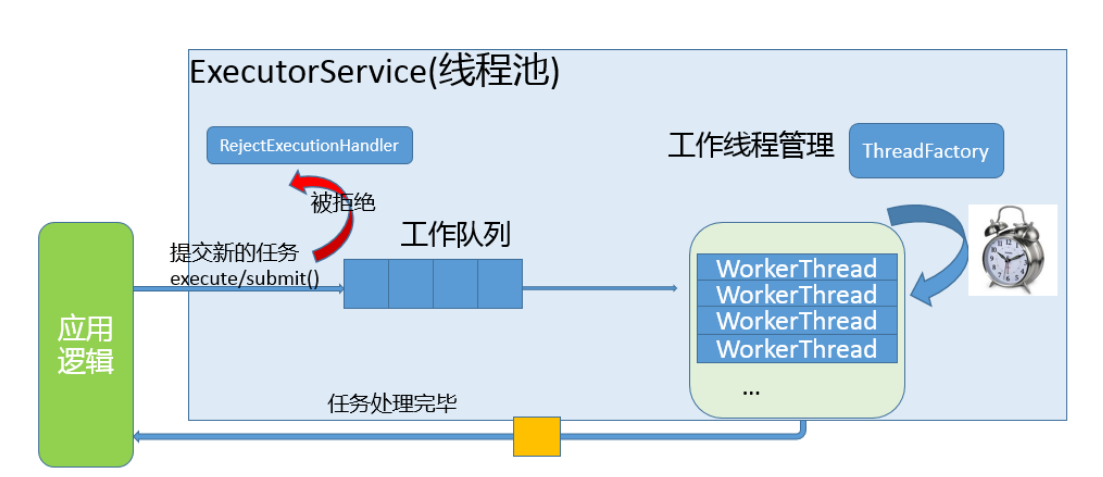 ExecutorService(线程池)
RejectExecutionHandler
工作线程管理
ThreadFactory
被拒绝
工作队列
提交新的任务
execute/submit()
WorkerThread
WorkerThread
WorkerThread
WorkerThread
...
应用
逻辑
任务处理完毕